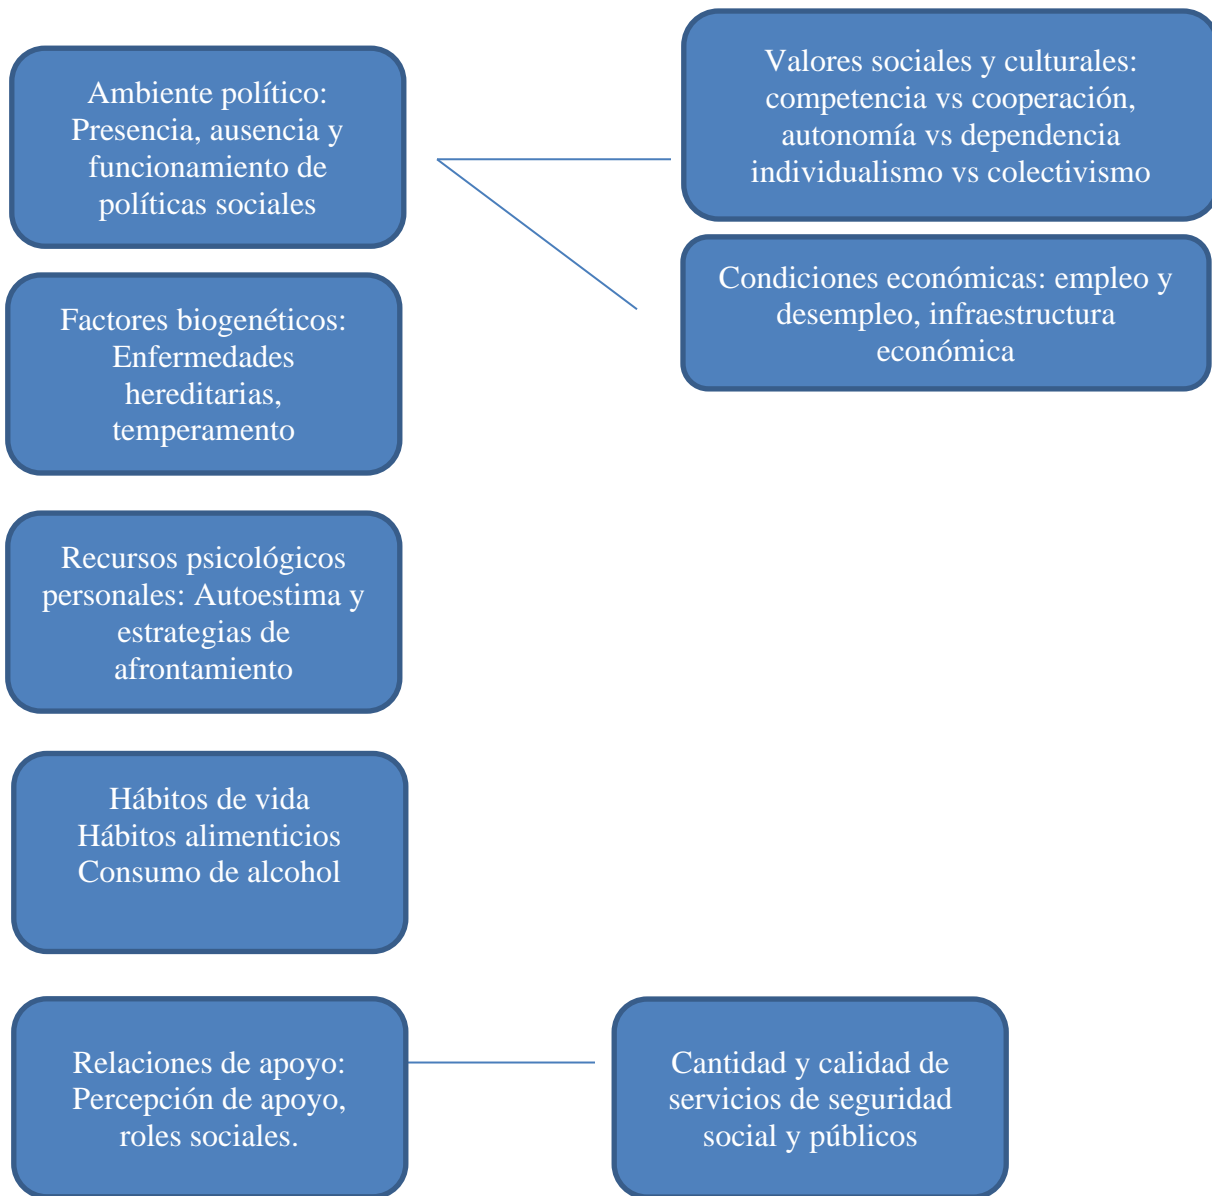 Ambiente político:
Presencia, ausencia y
funcionamiento de
políticas sociales
Valores sociales y culturales:
competencia vs cooperación,
autonomía vs dependencia
individualismo vs colectivismo
Condiciones económicas: empleo y
desempleo, infraestructura
económica
Factores biogenéticos:
Enfermedades
hereditarias,
temperamento
Recursos psicológicos
personales: Autoestima y
estrategias de
afrontamiento
Hábitos de vida
Hábitos alimenticios
Consumo de alcohol
Relaciones de apoyo:
Percepción de apoyo,
roles sociales.
Cantidad y calidad de
servicios de seguridad
social y públicos